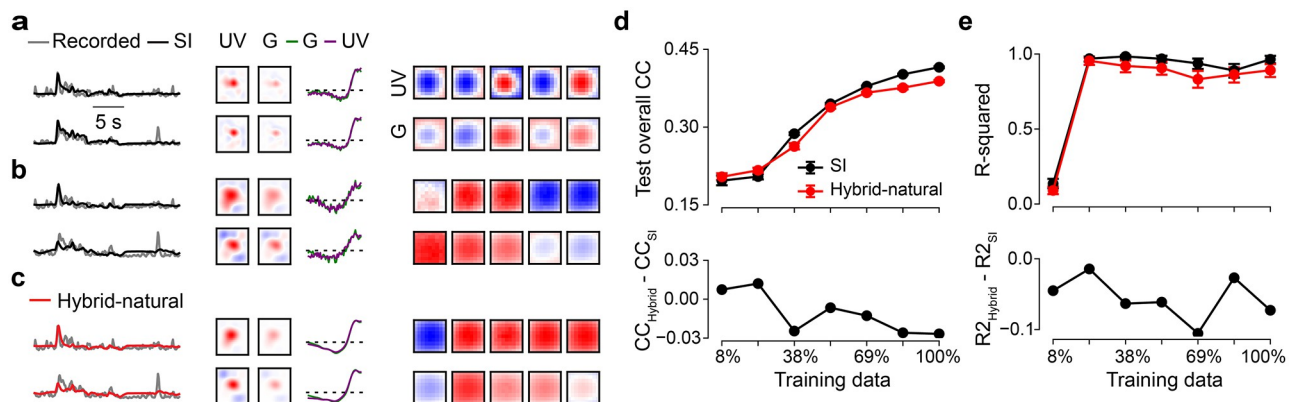 a
Recorded SI UV G G UV
5 s
UV
G
b
c
Hybrid-natural
d
Test overall CC
0.45
0.30
0.15
SI
Hybrid-natural
CC_Hybrid - CC_SI
0.03
0.00
−0.03
8% 38% 69% 100%
Training data
e
R-squared
1.0
0.5
0.0
R2_Hybrid - R2_SI
0.0
−0.1
8% 38% 69% 100%
Training data